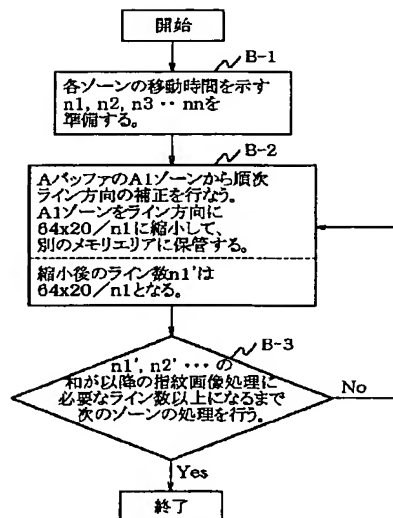 開始
B-1
各ゾーンの移動時間を示す
n1, n2, n3 ・・ nnを
準備する。
B-2
AバッファのA1ゾーンから順次
ライン方向の補正を行なう。
A1ゾーンをライン方向に
64x20/n1に縮小して、
別のメモリエリアに保管する。
縮小後のライン数n1'は
64x20/n1となる。
B-3
n1', n2' ・・・ の
和が以降の指紋画像処理に
必要なライン数以上になるまで
次のゾーンの処理を行う。
No
Yes
終了